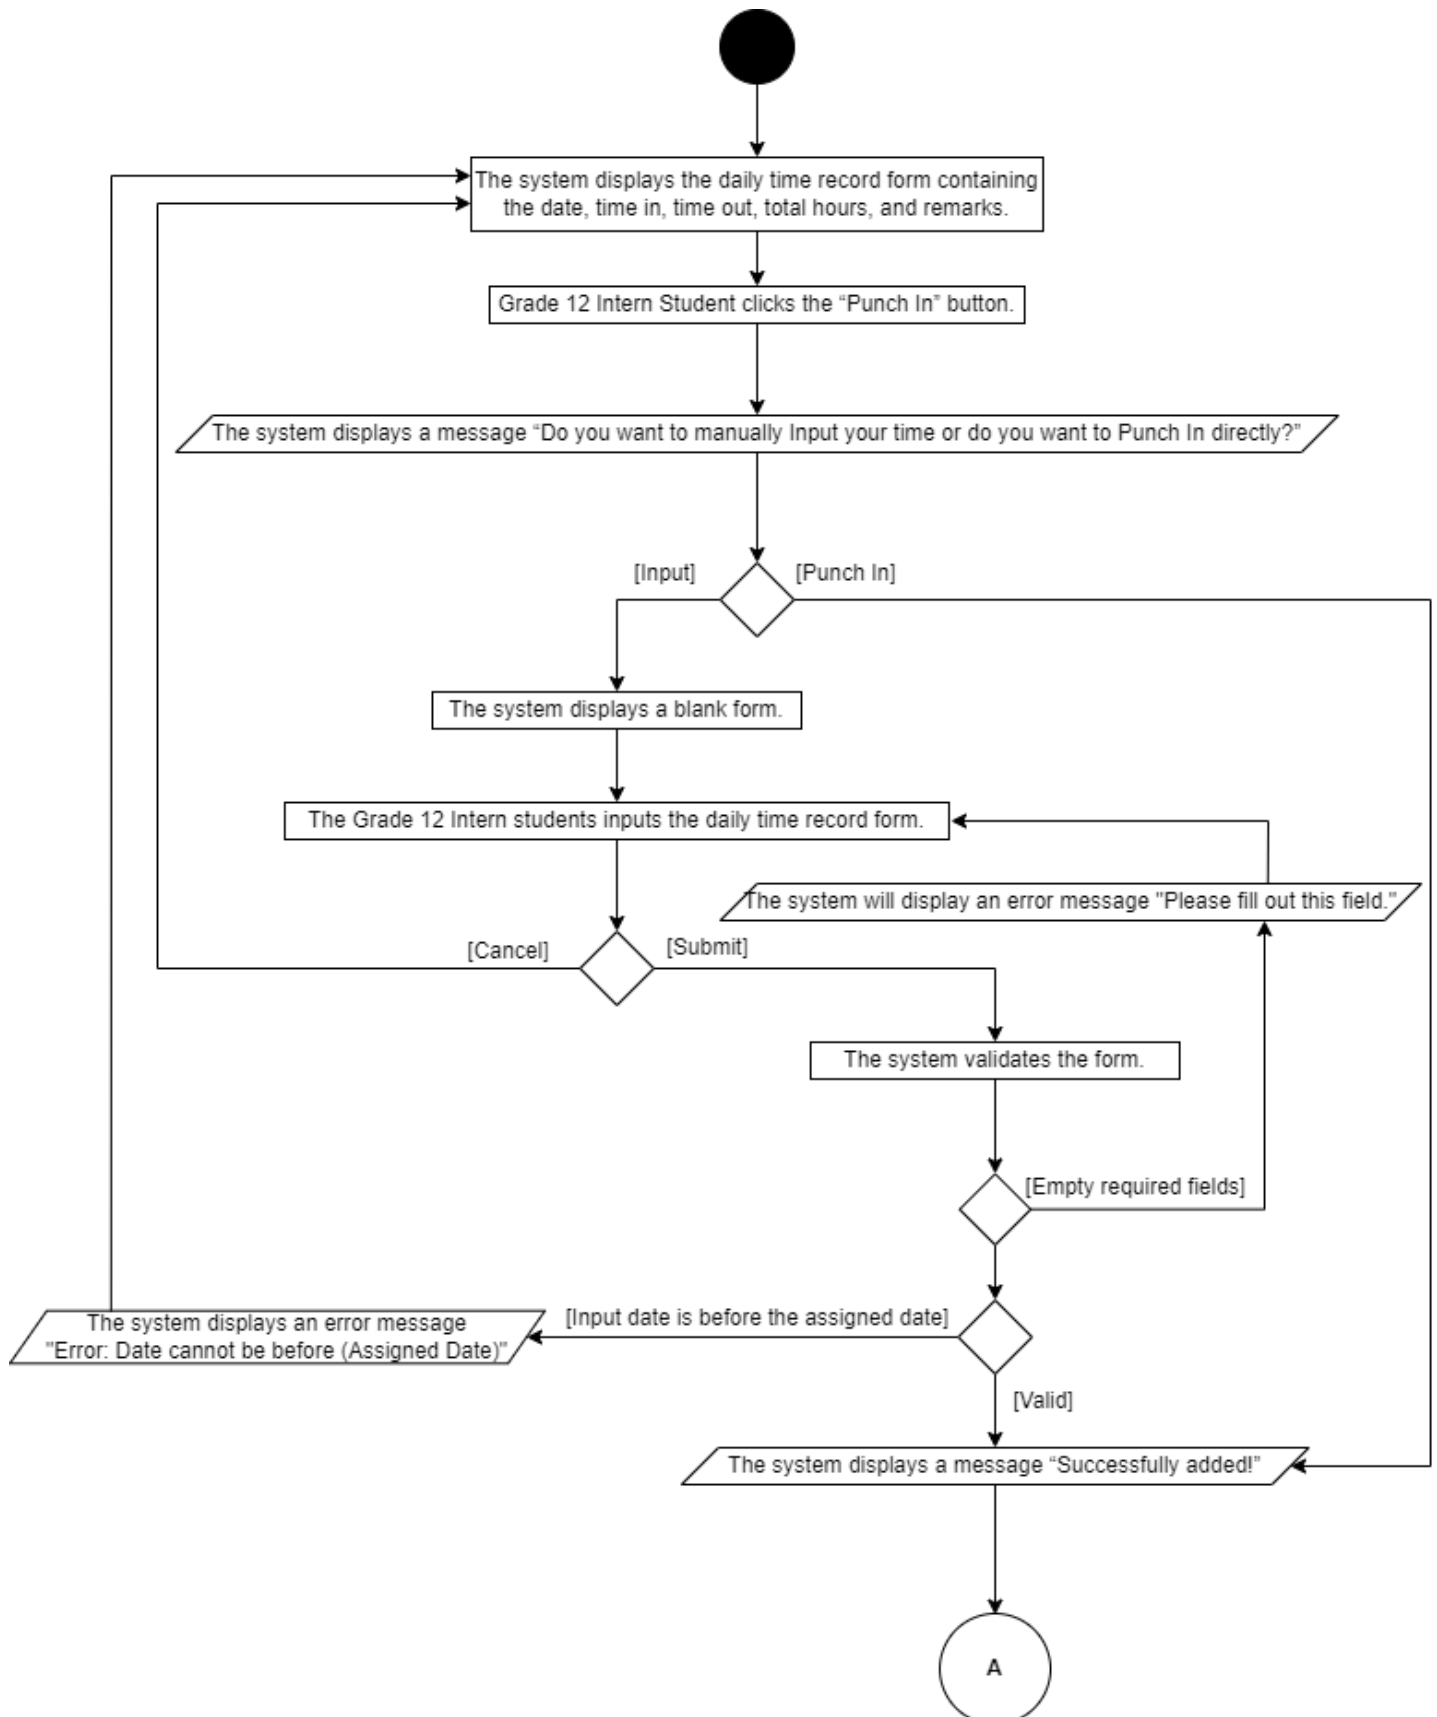 The system displays the daily time record form containing
the date, time in, time out, total hours, and remarks.
Grade 12 Intern Student clicks the “Punch In” button.
The system displays a message “Do you want to manually Input your time or do you want to Punch In directly?”
[Input]
[Punch In]
The system displays a blank form.
The Grade 12 Intern students inputs the daily time record form.
The system will display an error message "Please fill out this field."
[Cancel]
[Submit]
The system validates the form.
[Empty required fields]
[Input date is before the assigned date]
The system displays an error message
"Error: Date cannot be before (Assigned Date)"
[Valid]
The system displays a message “Successfully added!”
A